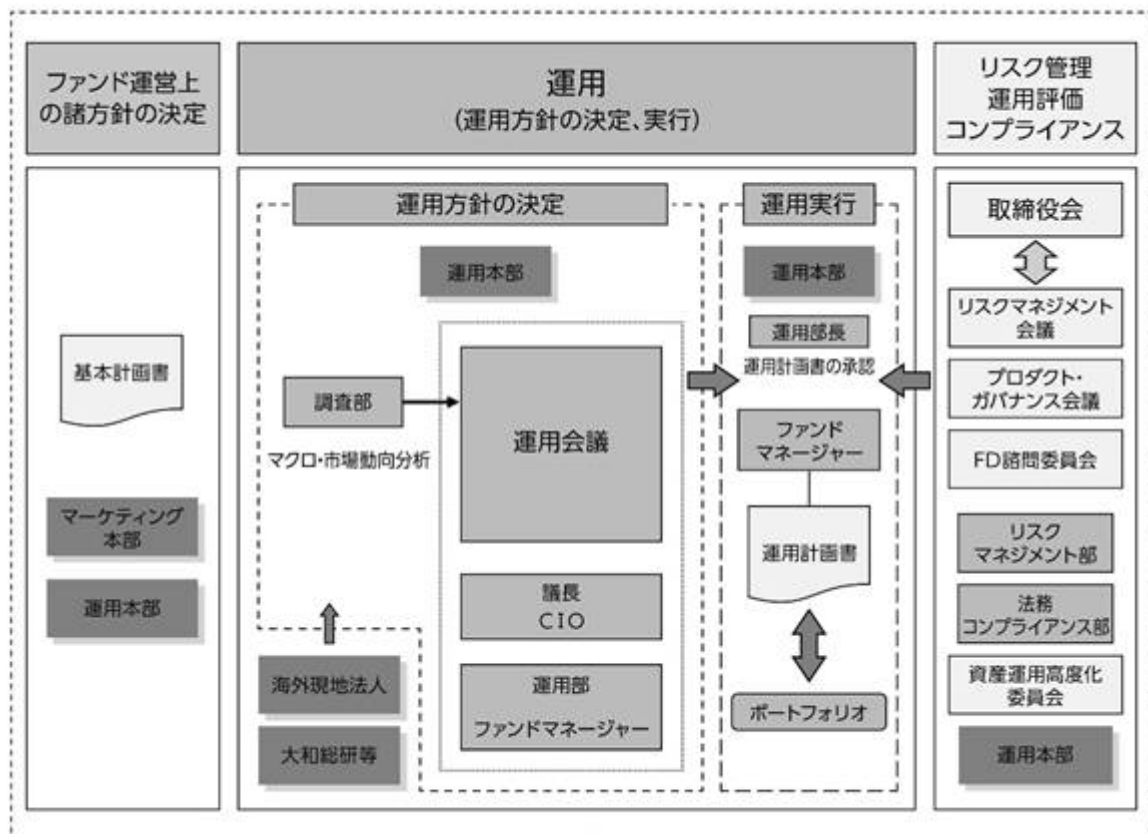 ファンド運営上
の諸方針の決定
運用
(運用方針の決定、実行)
リスク管理
運用評価
コンプライアンス
基本計画書
マーケティング
本部
運用本部
運用方針の決定
運用本部
調査部
マクロ・市場動向分析
運用会議
議長
CIO
運用部
ファンドマネージャー
海外現地法人
大和総研等
運用実行
運用本部
運用部長
運用計画書の承認
ファンド
マネージャー
運用計画書
ポートフォリオ
取締役会
リスクマネジメント
会議
プロダクト・
ガバナンス会議
FD諮問委員会
リスク
マネジメント部
法務
コンプライアンス部
資産運用高度化
委員会
運用本部